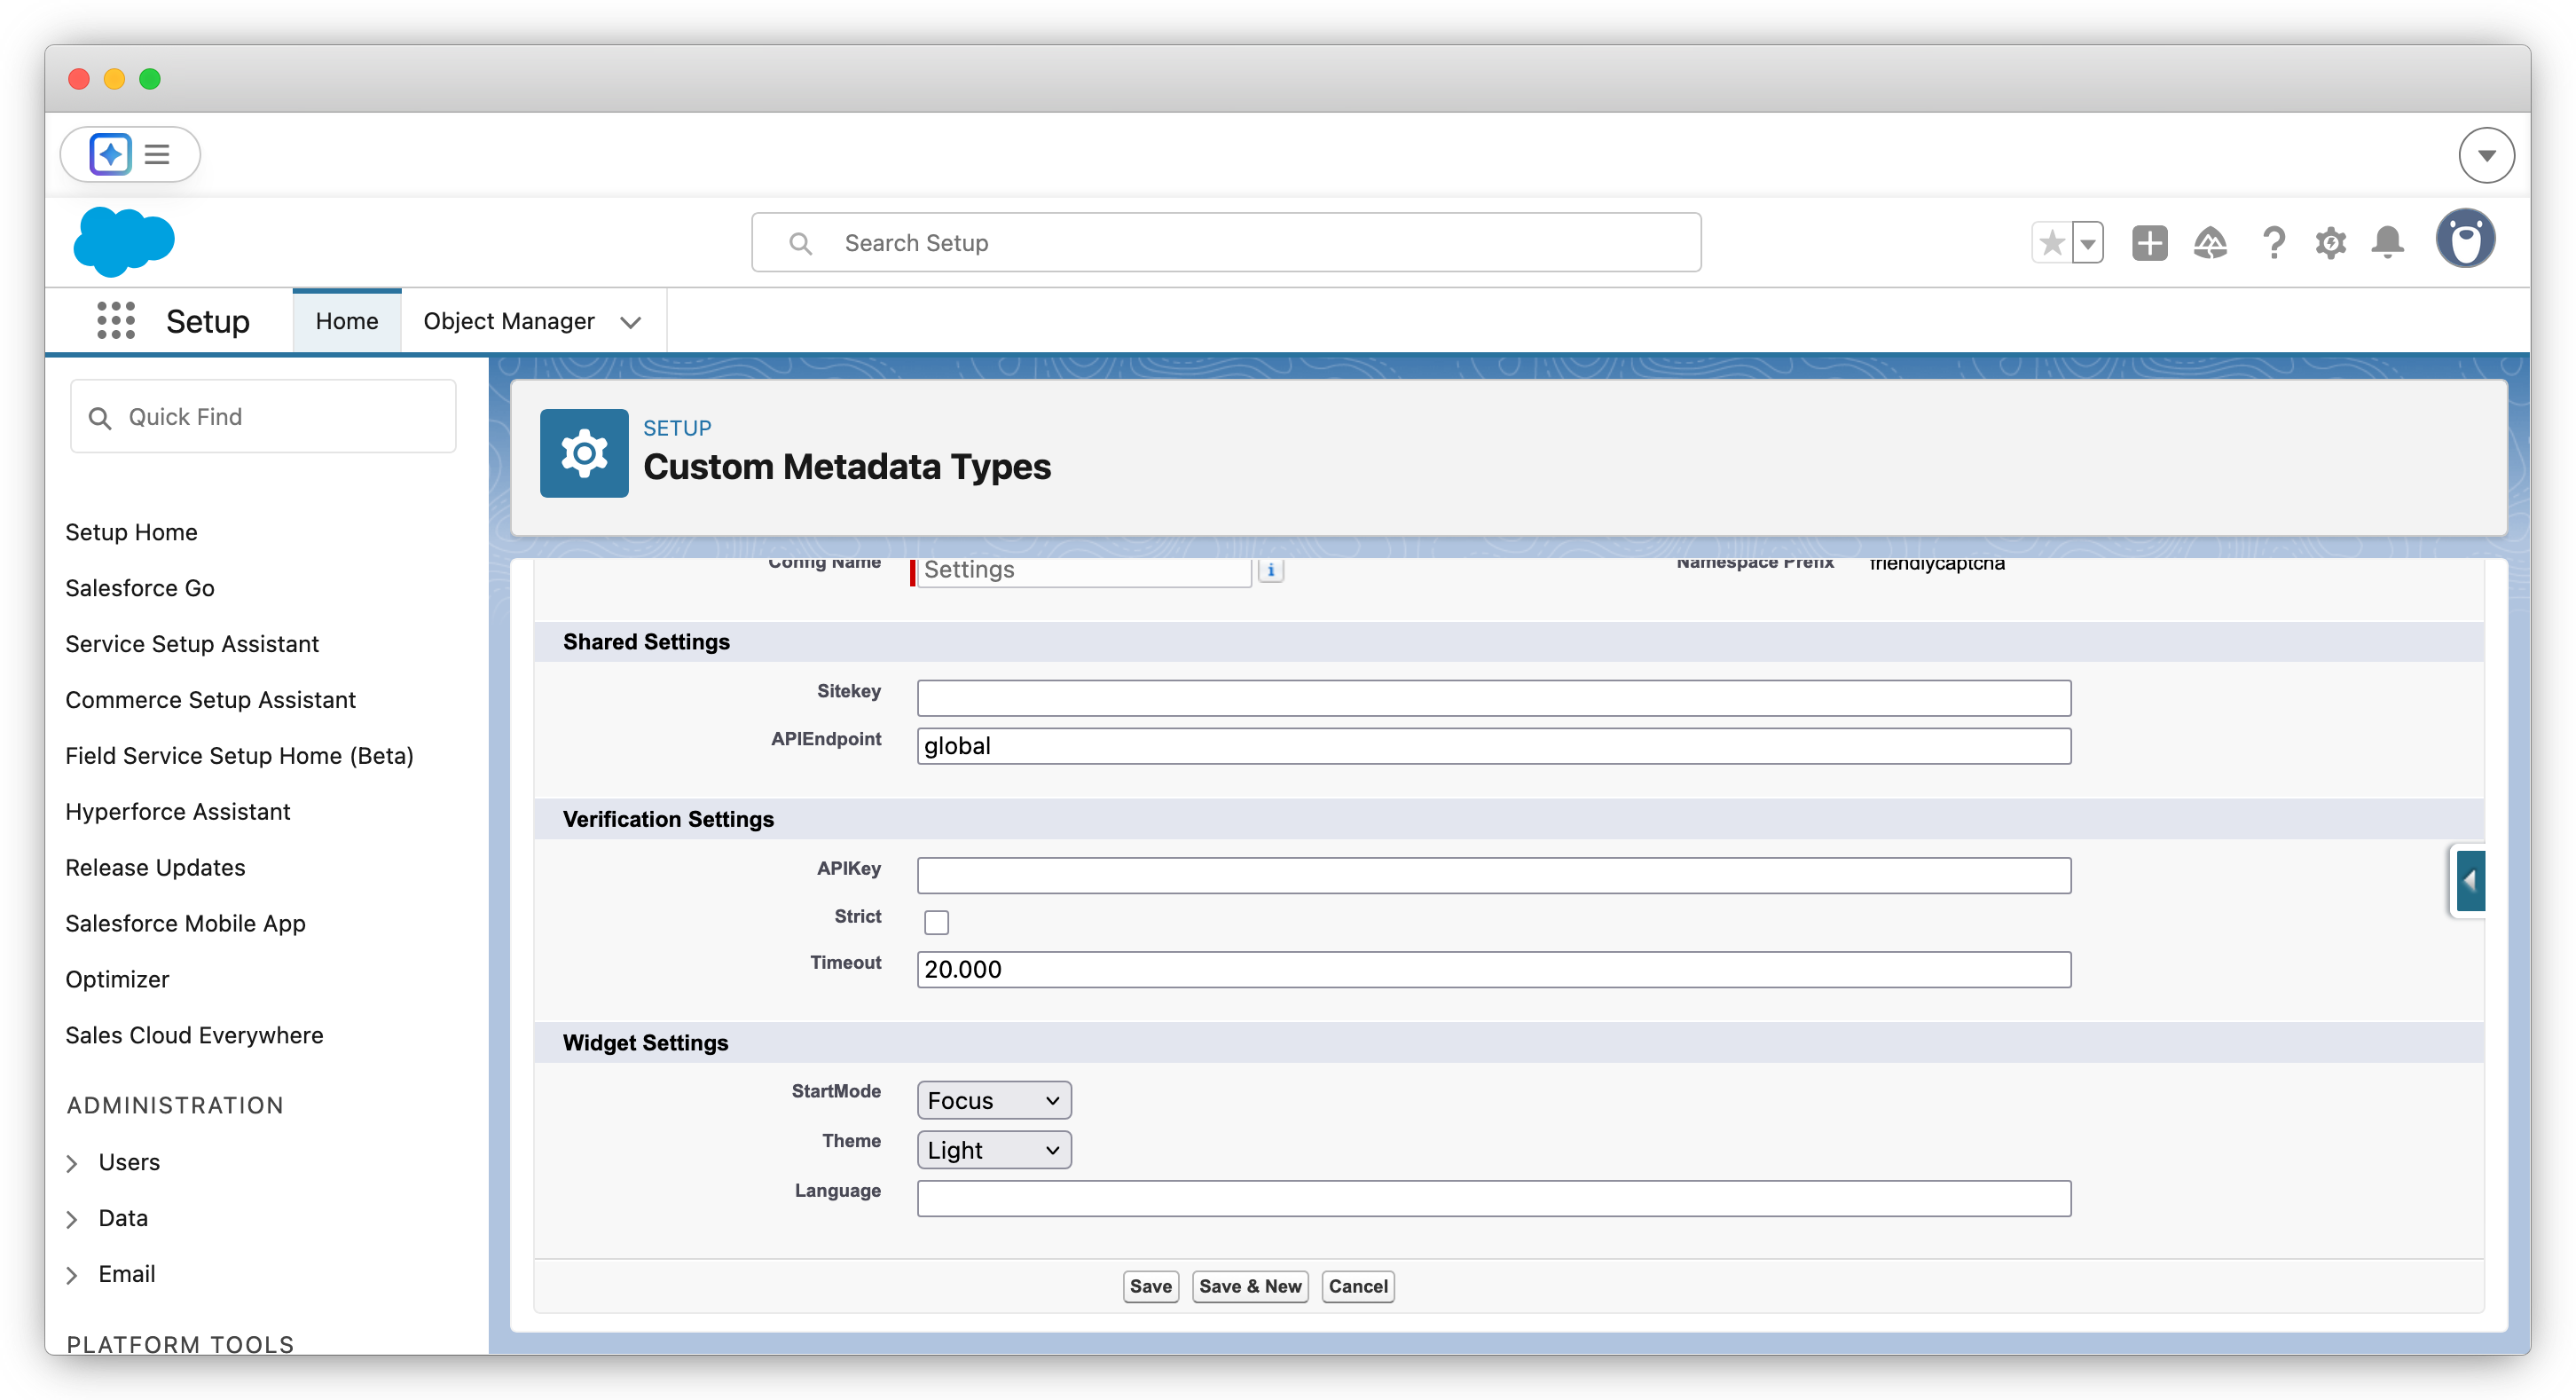 Search Setup
Setup
Home
Object Manager
Quick Find
Setup Home
Salesforce Go
Service Setup Assistant
Commerce Setup Assistant
Field Service Setup Home (Beta)
Hyperforce Assistant
Release Updates
Salesforce Mobile App
Optimizer
Sales Cloud Everywhere
ADMINISTRATION
Users
Data
Email
PLATFORM TOOLS
SETUP
Custom Metadata Types
Config Name Settings i Namespace Prefix friendlycaptcha
Shared Settings
Sitekey
APIEndpoint global
Verification Settings
APIKey
Strict
Timeout 20.000
Widget Settings
StartMode Focus
Theme Light
Language
Save Save & New Cancel